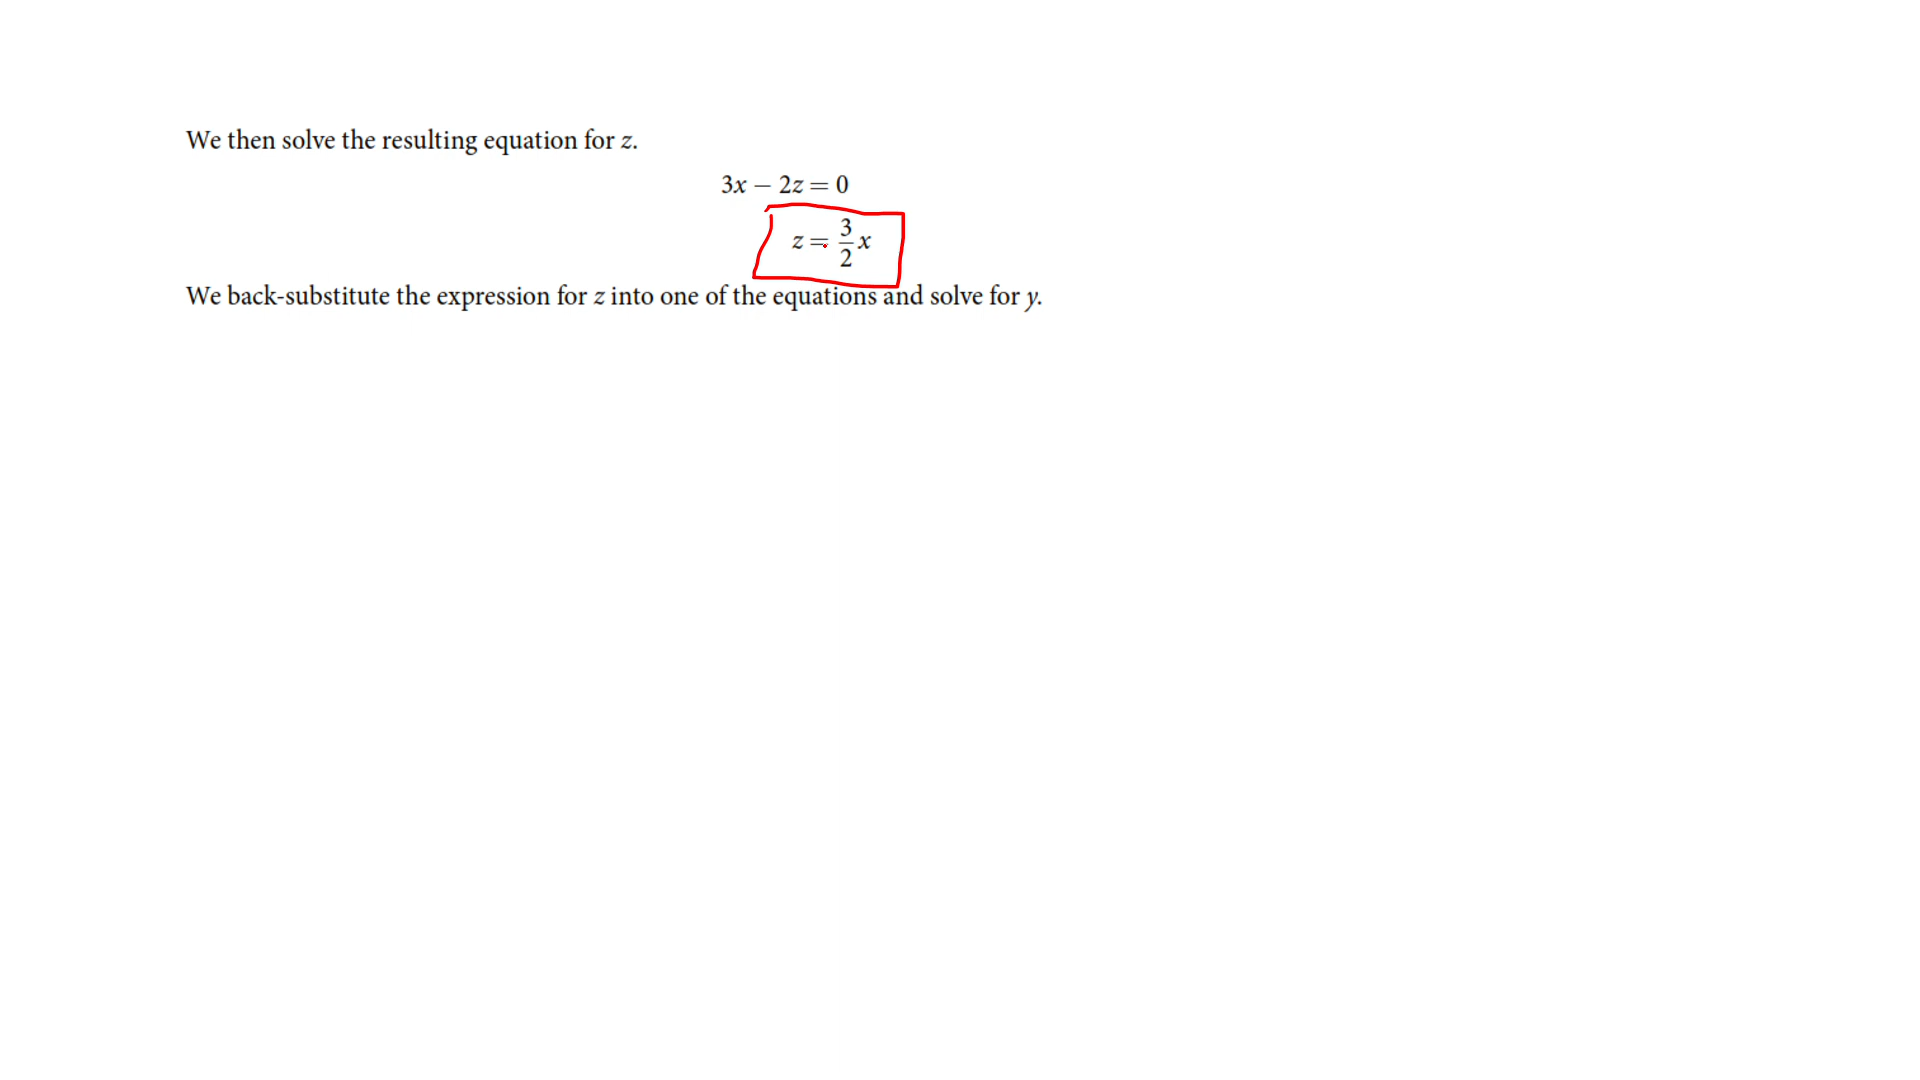 We then solve the resulting equation for z.
3x − 2z = 0
z = 3/2 x
We back-substitute the expression for z into one of the equations and solve for y.